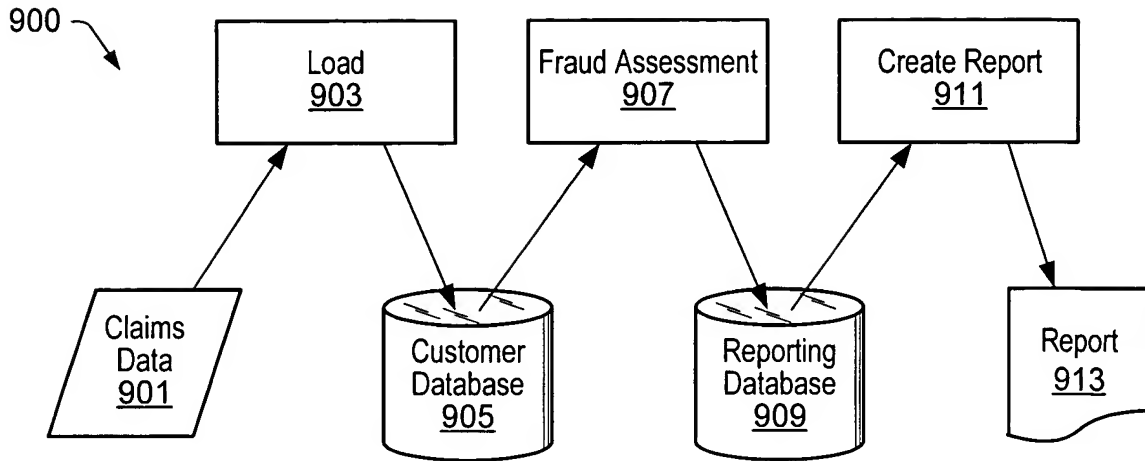 900
Load
903
Fraud Assessment
907
Create Report
911
Claims
Data
901
Customer
Database
905
Reporting
Database
909
Report
913